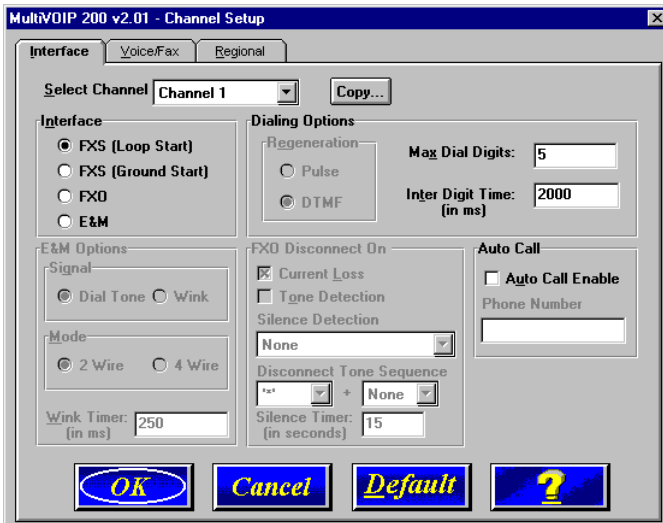 MultiVOIP 200 v2.01 - Channel Setup
Interface
Voice/Fax
Regional
Select Channel
Channel 1
Copy...
Interface
FXS (Loop Start)
FXS (Ground Start)
FXO
E&M
Dialing Options
Regeneration
Pulse
DTMF
Max Dial Digits:
5
Inter Digit Time:
(in ms)
2000
E&M Options
Signal
Dial Tone
Wink
Mode
2 Wire
4 Wire
Wink Timer:
(in ms)
250
FXO Disconnect On
Current Loss
Tone Detection
Silence Detection
None
Disconnect Tone Sequence
'*'
+
None
Silence Timer:
(in seconds)
15
Auto Call
Auto Call Enable
Phone Number
OK
Cancel
Default
?